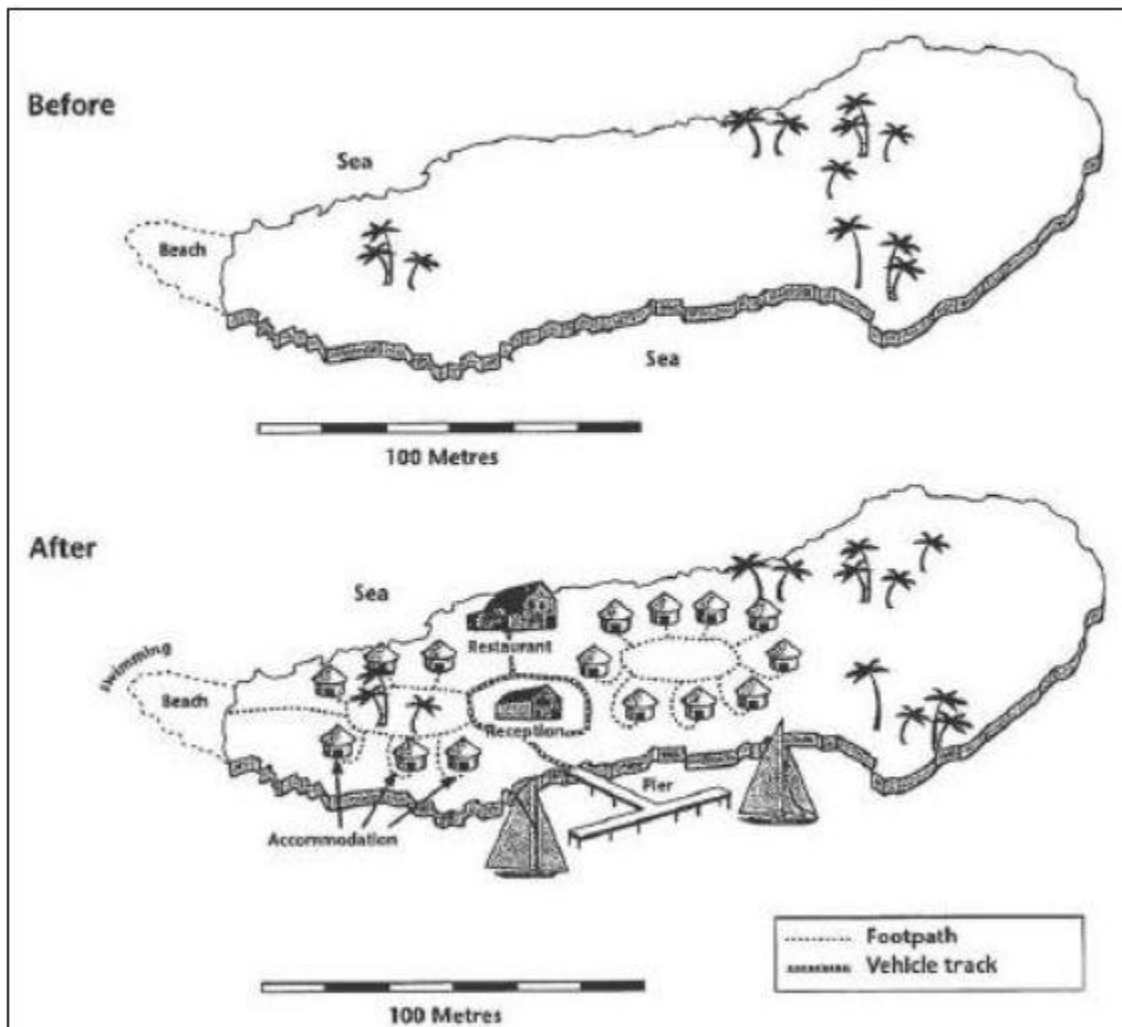 Before
Sea
Beach
Sea
100 Metres
After
Sea
Restaurant
Swimming
Beach
Reception
Pier
Accommodation
Footpath
Vehicle track
100 Metres